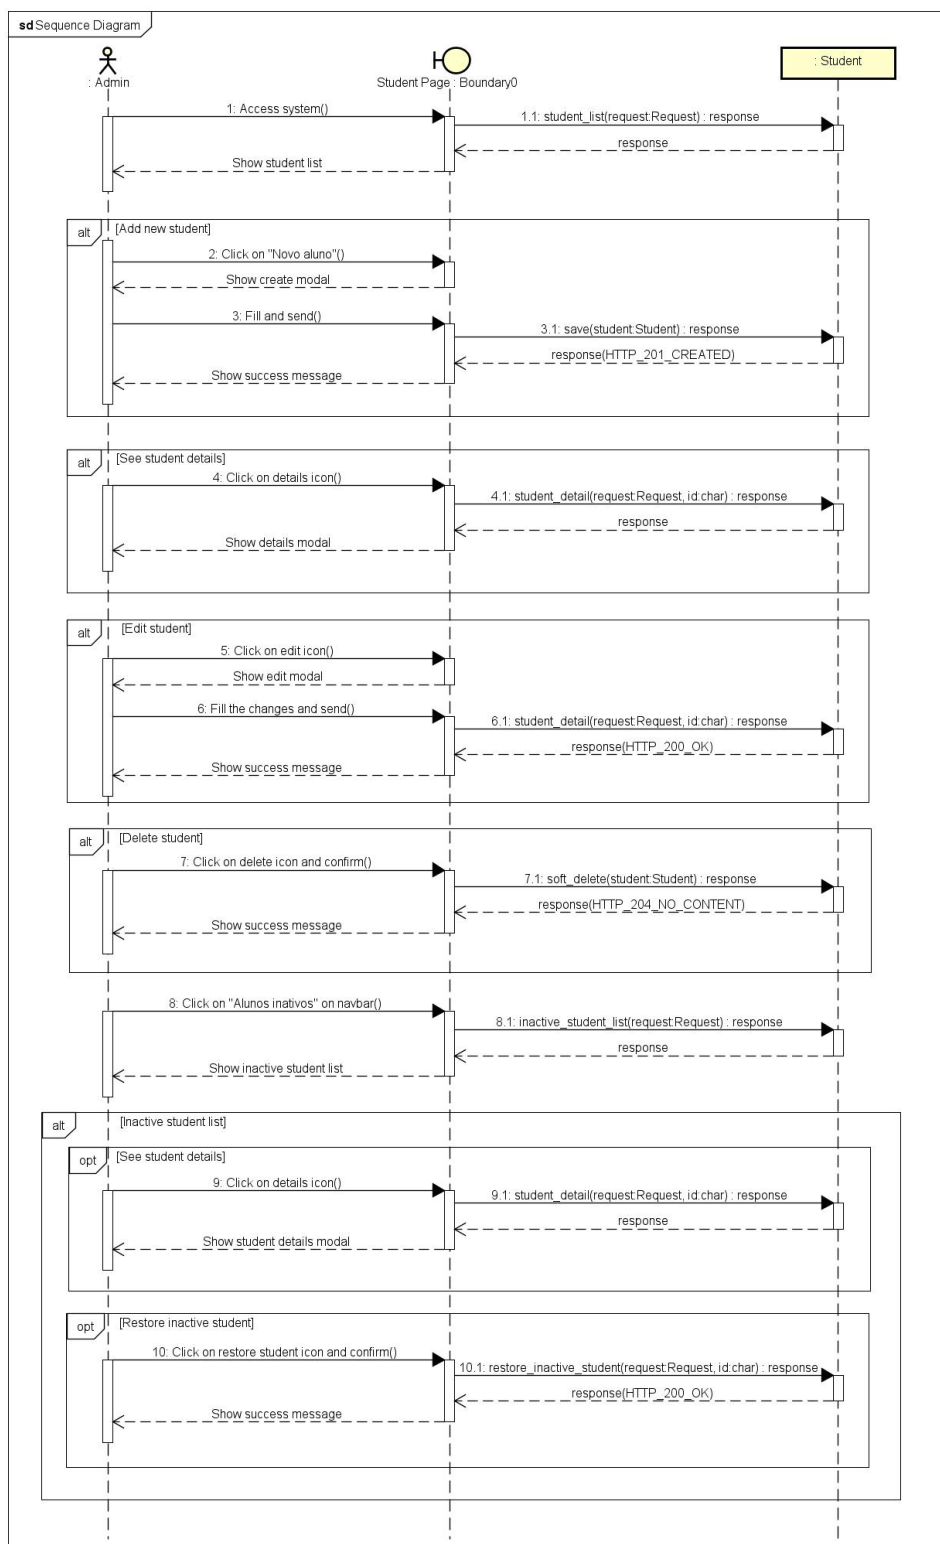 sd Sequence Diagram
: Admin
Student Page : Boundary0
: Student
1: Access system()
1.1: student_list(request:Request) : response
response
Show student list
alt
[Add new student]
2: Click on "Novo aluno"()
Show create modal
3: Fill and send()
3.1: save(student:Student) : response
response(HTTP_201_CREATED)
Show success message
alt
[See student details]
4: Click on details icon()
4.1: student_detail(request:Request, id:char) : response
response
Show details modal
alt
[Edit student]
5: Click on edit icon()
Show edit modal
6: Fill the changes and send()
6.1: student_detail(request:Request, id:char) : response
response(HTTP_200_OK)
Show success message
alt
[Delete student]
7: Click on delete icon and confirm()
7.1: soft_delete(student:Student) : response
response(HTTP_204_NO_CONTENT)
Show success message
8: Click on "Alunos inativos" on navbar()
8.1: inactive_student_list(request:Request) : response
response
Show inactive student list
alt
[Inactive student list]
opt
[See student details]
9: Click on details icon()
9.1: student_detail(request:Request, id:char) : response
response
Show student details modal
opt
[Restore inactive student]
10: Click on restore student icon and confirm()
10.1: restore_inactive_student(request:Request, id:char) : response
response(HTTP_200_OK)
Show success message